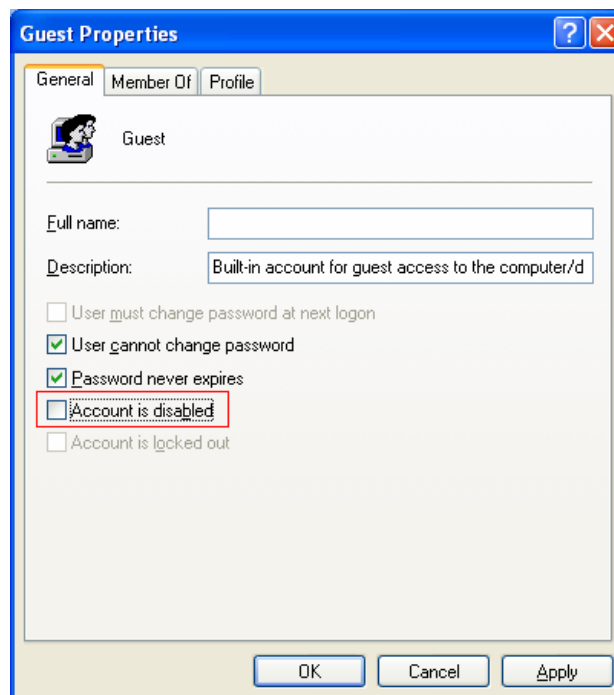 Guest Properties
General Member Of Profile
Guest
Full name:
Description: Built-in account for guest access to the computer/d
User must change password at next logon
User cannot change password
Password never expires
Account is disabled
Account is locked out
OK Cancel Apply